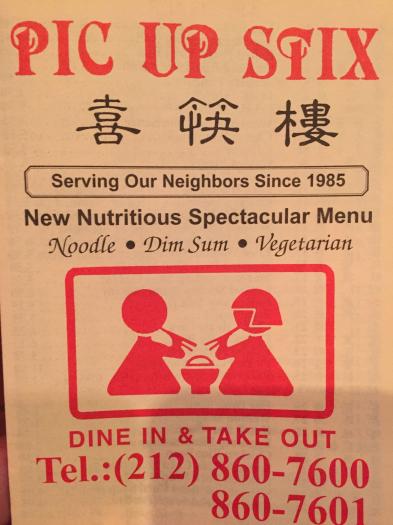 PIC UP STIX
喜筷樓
Serving Our Neighbors Since 1985
New Nutritious Spectacular Menu
Noodle • Dim Sum • Vegetarian
DINE IN & TAKE OUT
Tel.:(212) 860-7600
860-7601